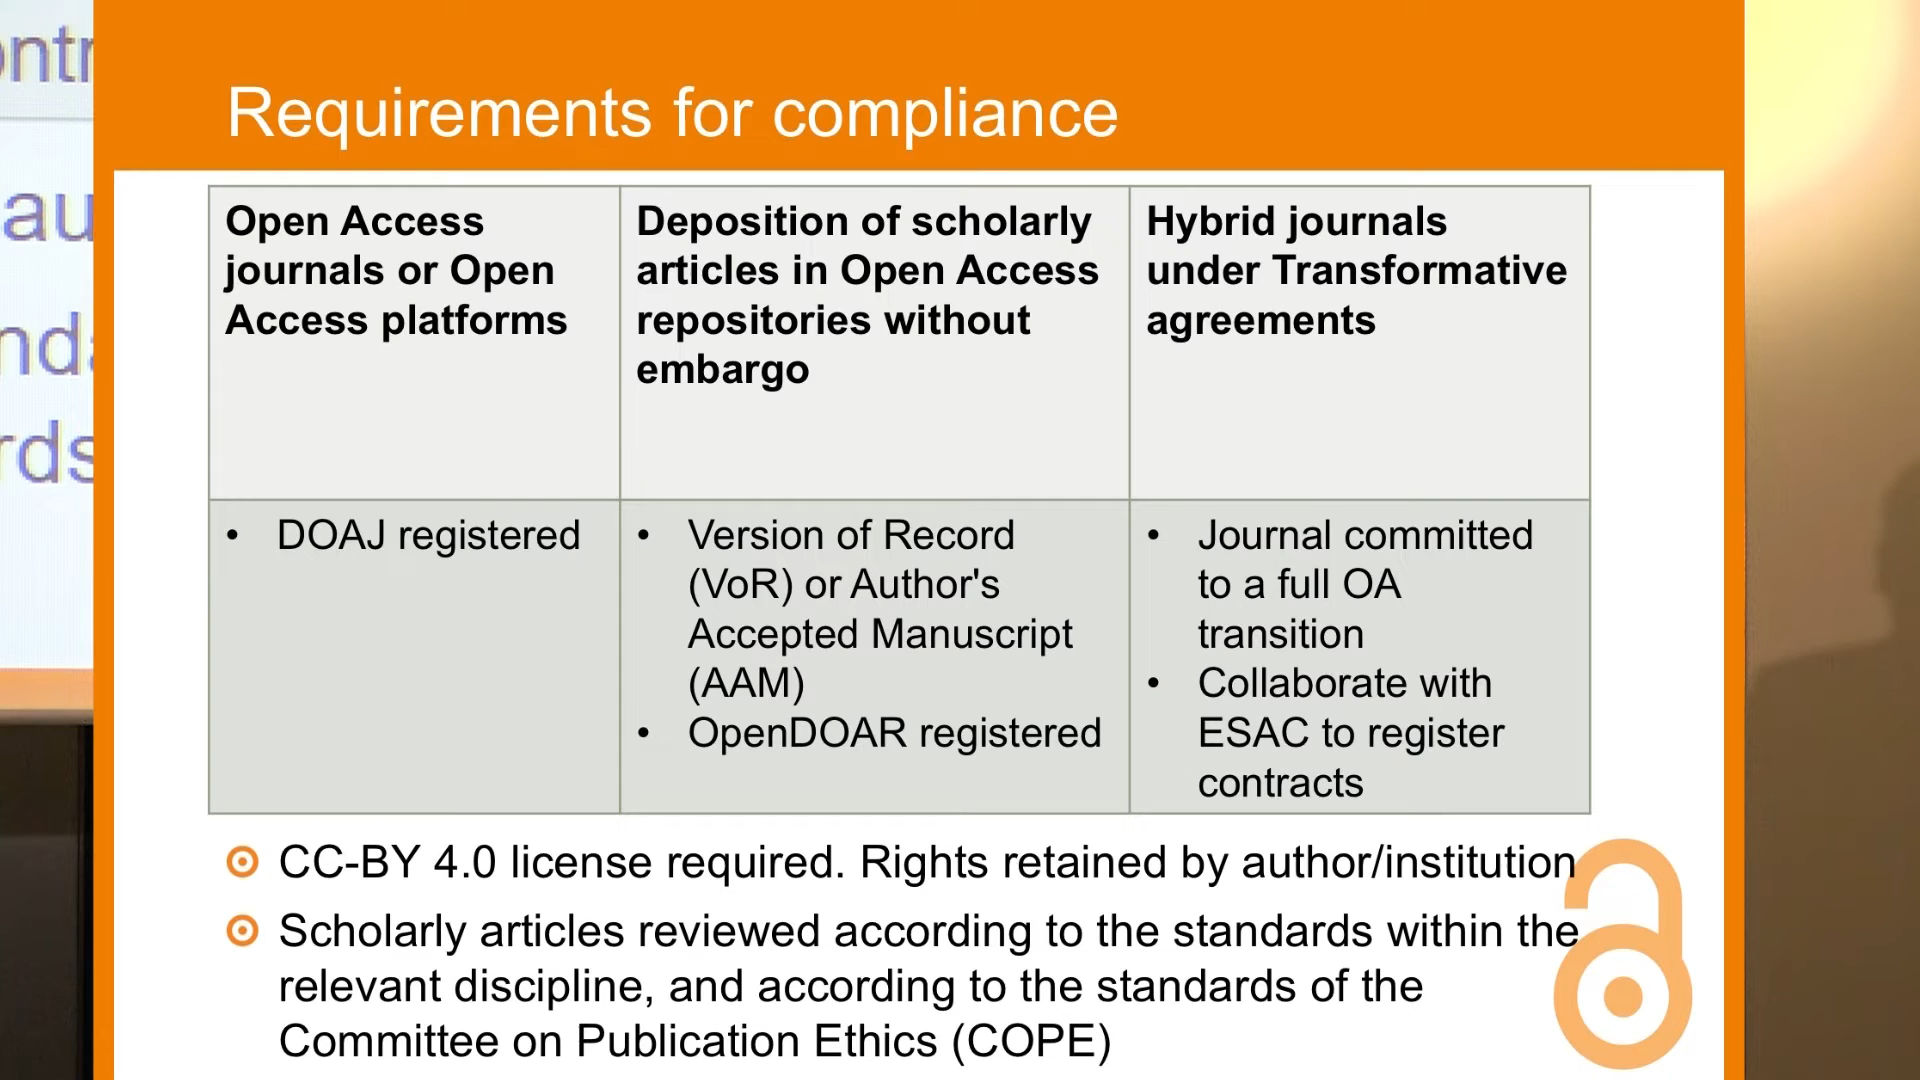 Requirements for compliance
Open Access
journals or Open
Access platforms
Deposition of scholarly
articles in Open Access
repositories without
embargo
Hybrid journals
under Transformative
agreements
• DOAJ registered
• Version of Record
(VoR) or Author's
Accepted Manuscript
(AAM)
• OpenDOAR registered
• Journal committed
to a full OA
transition
• Collaborate with
ESAC to register
contracts
CC-BY 4.0 license required. Rights retained by author/institution
Scholarly articles reviewed according to the standards within the
relevant discipline, and according to the standards of the
Committee on Publication Ethics (COPE)